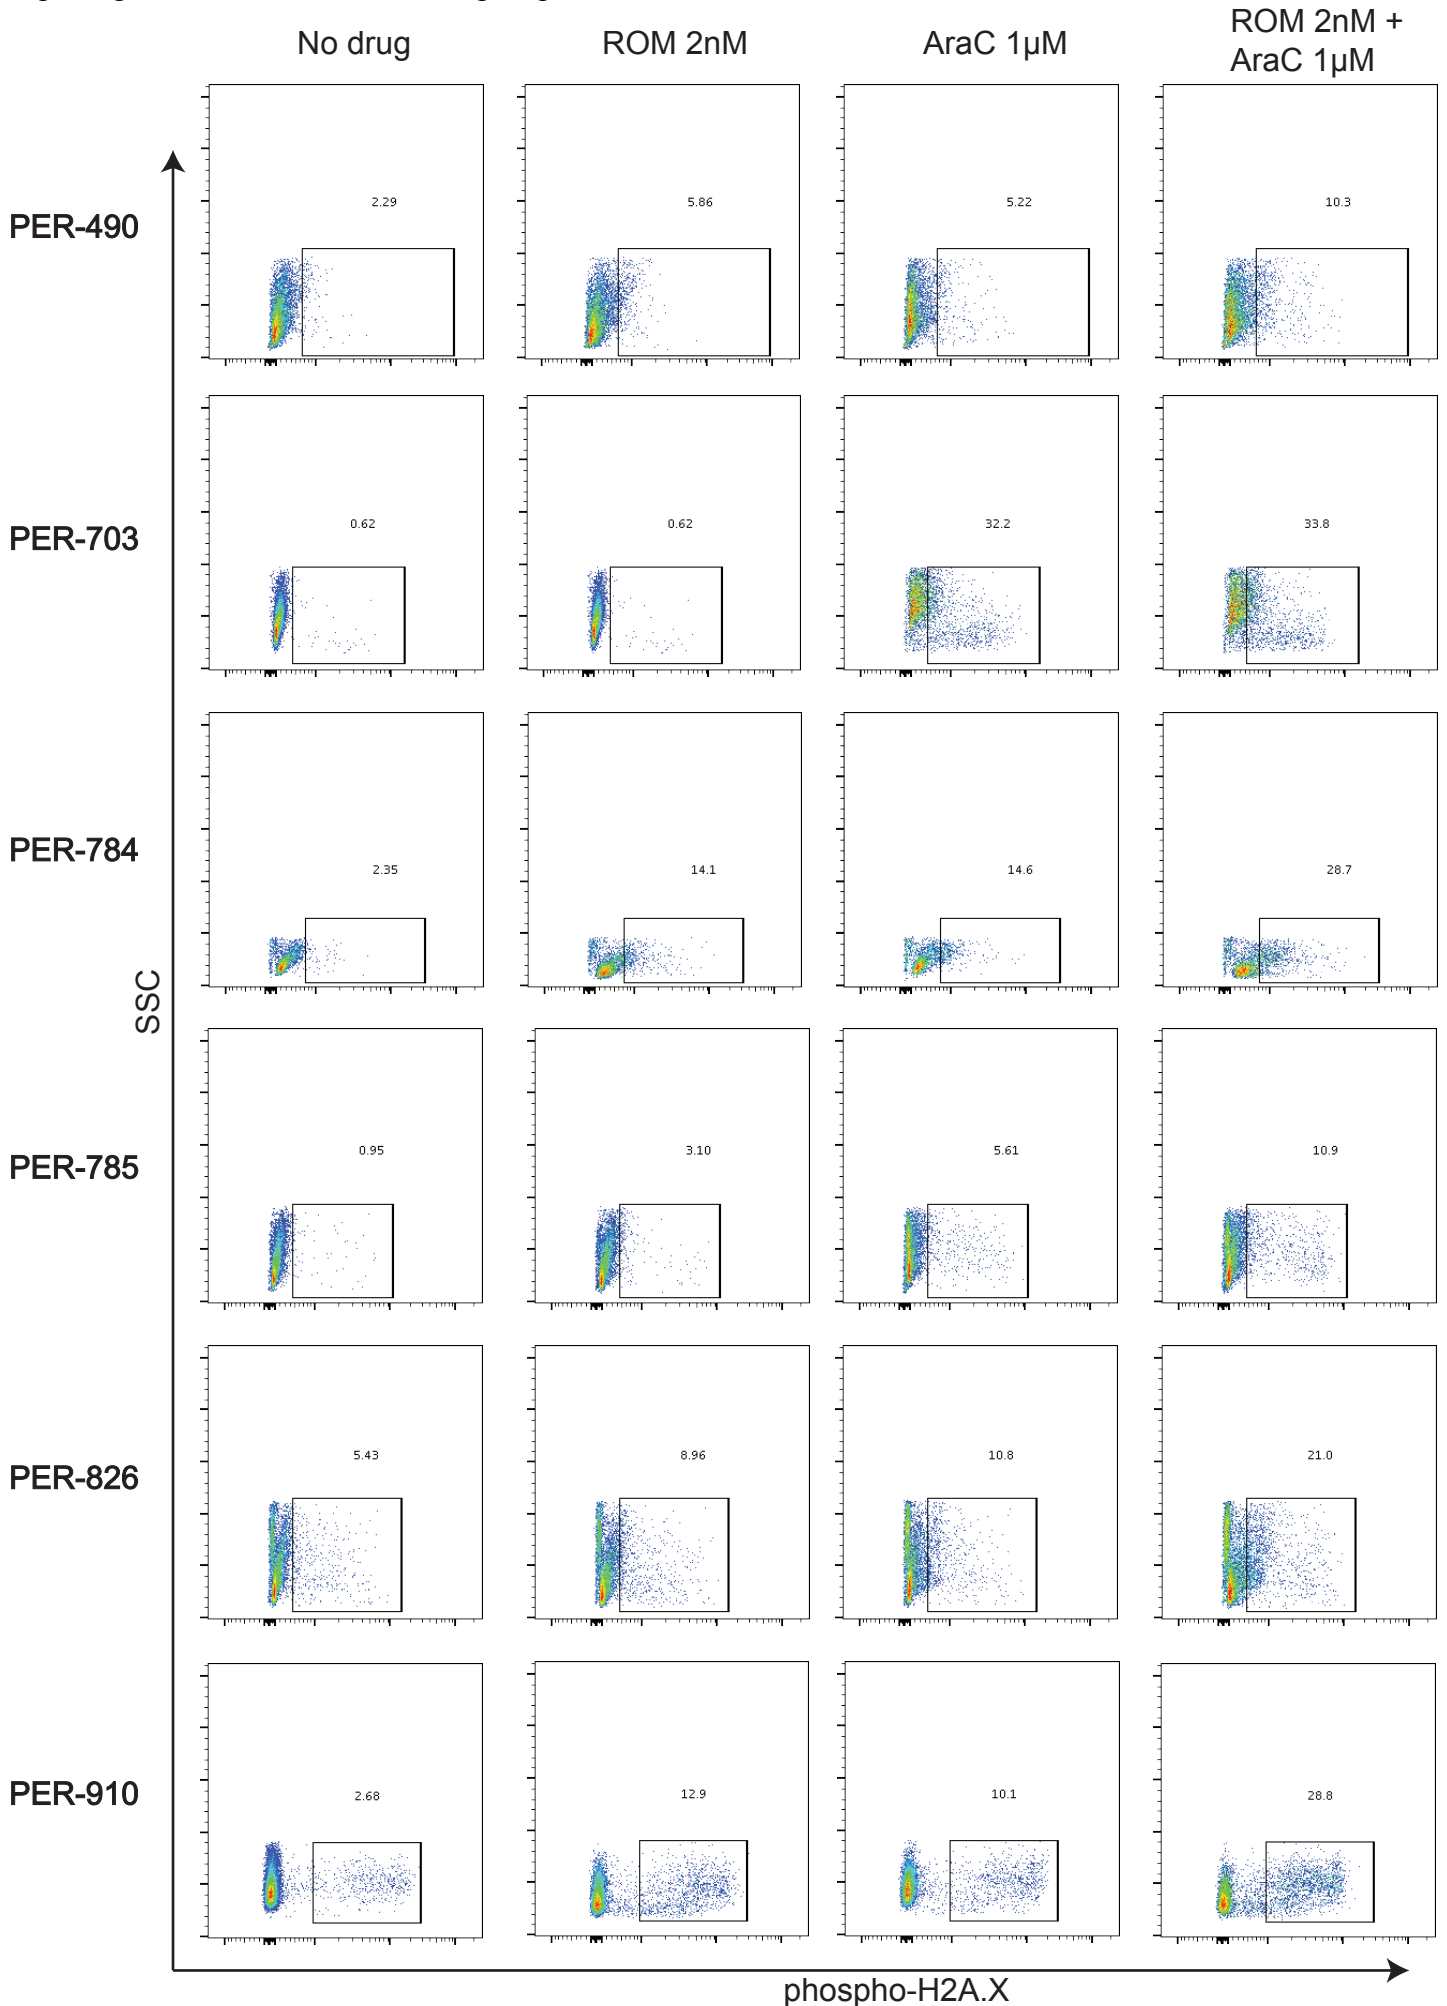 No drug
ROM 2nM
AraC 1µM
ROM 2nM +
AraC 1µM
PER-490
2.29
5.86
5.22
10.3
PER-703
0.62
0.62
32.2
33.8
PER-784
2.35
14.1
14.6
28.7
SSC
PER-785
0.95
3.10
5.61
10.9
PER-826
5.43
8.96
10.8
21.0
PER-910
2.68
12.9
10.1
28.8
phospho-H2A.X